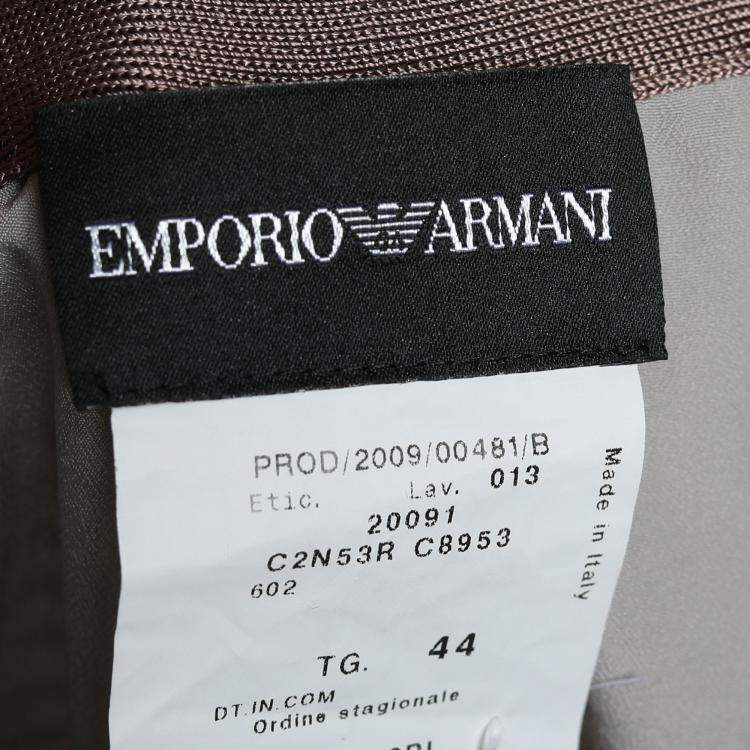 EMPORIO ARMANI
PROD/2009/00481/B
Etic. Lav. 013
20091
C2N53R C8953
602
TG. 44
DT.IN.COM
Ordine stagionale
Made in Italy